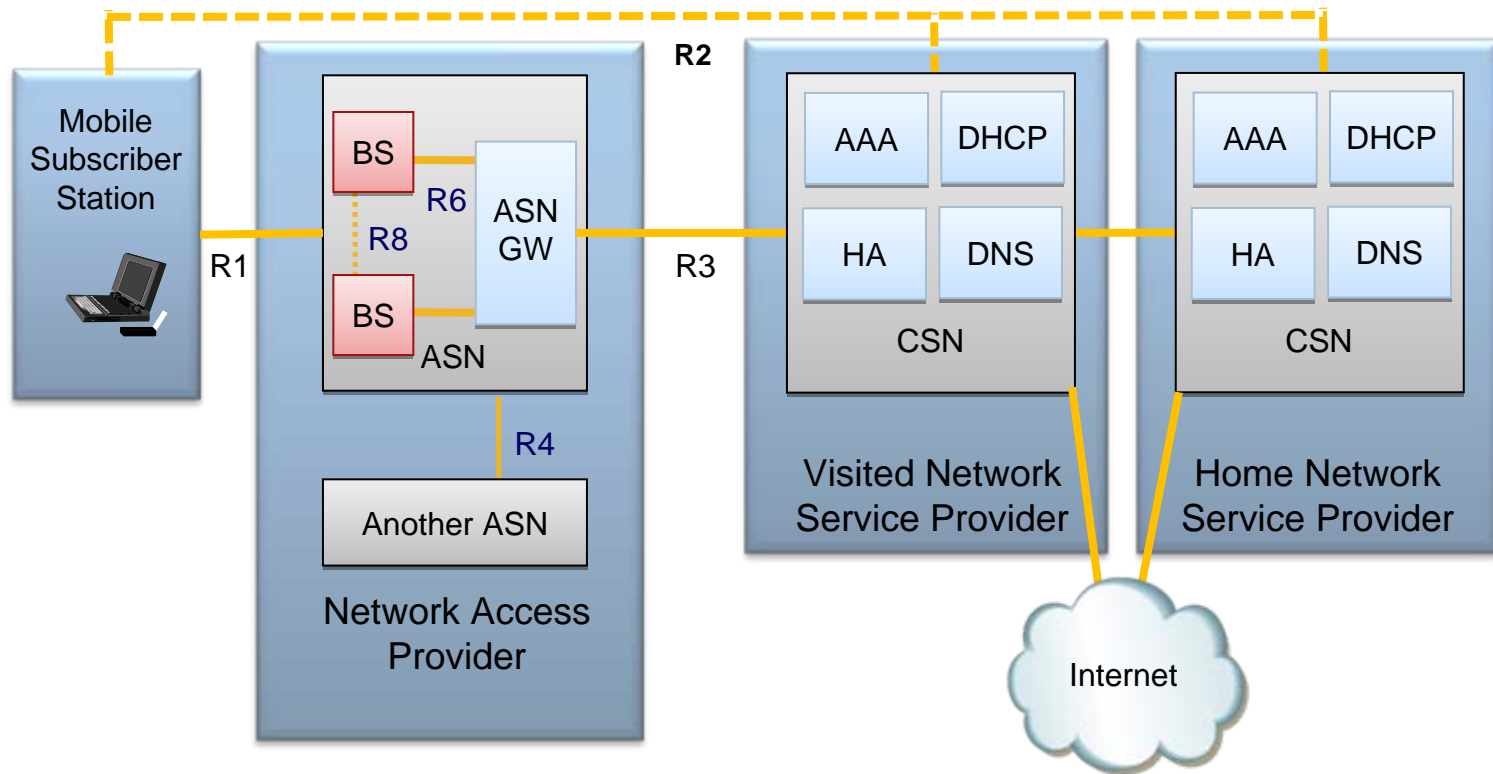 R2
Mobile
Subscriber
Station
R1
BS
R6
R8
BS
ASN
GW
ASN
R4
Another ASN
Network Access
Provider
R3
AAA
DHCP
HA
DNS
CSN
Visited Network
Service Provider
AAA
DHCP
HA
DNS
CSN
Home Network
Service Provider
Internet